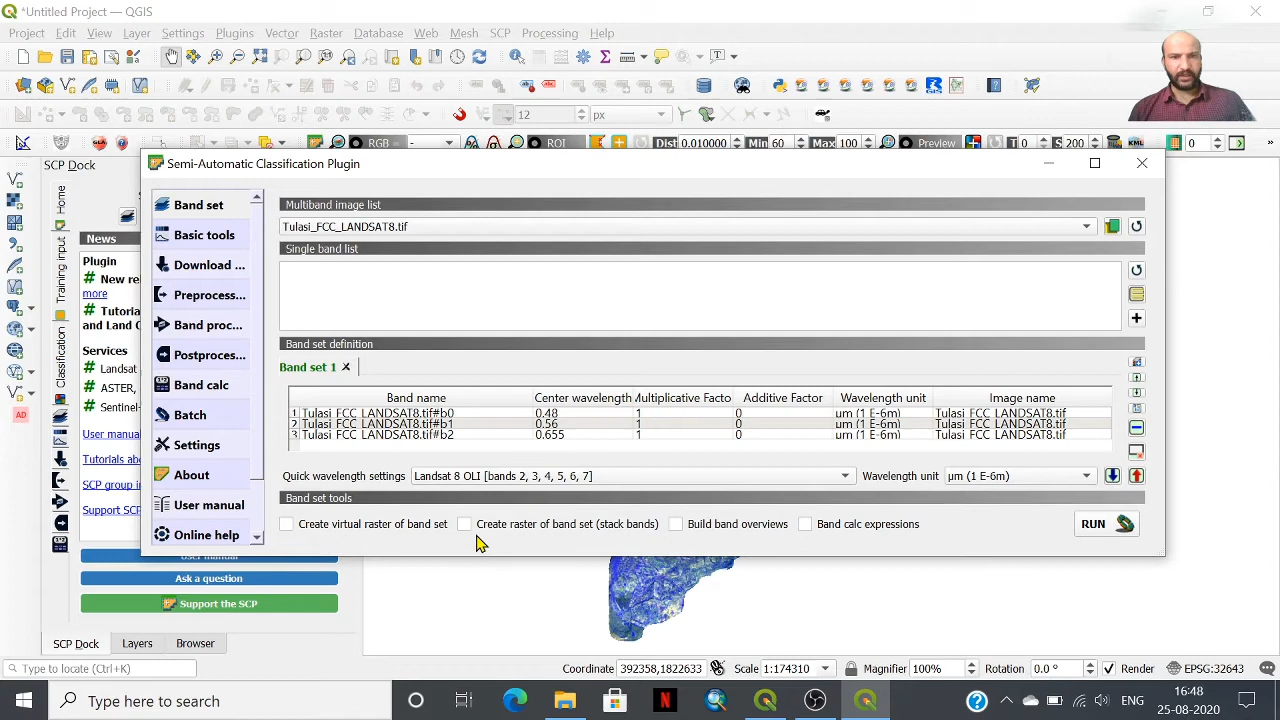 *Untitled Project — QGIS
Project Edit View Layer Settings Plugins Vector Raster Database Web Mesh SCP Processing Help
12 px
RGB = - ROI Dist 0.010000 Min 60 Max 100 Preview T 0 S 200 KML 0 »
SCP Dock
Semi-Automatic Classification Plugin
Home
Training input
Classification
News
Plugin
# New re
more
# Tutoria
and Land C
Services
# Landsat
# ASTER,
# Sentinel-
User manua
Tutorials abo
SCP group i
Support SCP
User manual
Ask a question
Support the SCP
Band set
Basic tools
Download ...
Preprocess...
Band proc...
Postproces...
Band calc
Batch
Settings
About
User manual
Online help
Multiband image list
Tulasi_FCC_LANDSAT8.tif
Single band list
Band set definition
Band set 1
Band name Center wavelength Multiplicative Facto Additive Factor Wavelength unit Image name
1 Tulasi_FCC_LANDSAT8.tif#b0 0.48 1 0 µm (1 E-6m) Tulasi_FCC_LANDSAT8.tif
2 Tulasi_FCC_LANDSAT8.tif#b1 0.56 1 0 µm (1 E-6m) Tulasi_FCC_LANDSAT8.tif
3 Tulasi_FCC_LANDSAT8.tif#b2 0.655 1 0 µm (1 E-6m) Tulasi_FCC_LANDSAT8.tif
Quick wavelength settings Landsat 8 OLI [bands 2, 3, 4, 5, 6, 7] Wavelength unit µm (1 E-6m)
Band set tools
Create virtual raster of band set Create raster of band set (stack bands) Build band overviews Band calc expressions RUN
AD
SCP Dock Layers Browser
Type to locate (Ctrl+K) Coordinate 392358,1822633 Scale 1:174310 Magnifier 100% Rotation 0.0 ° Render EPSG:32643
Type here to search
ENG
16:48
25-08-2020